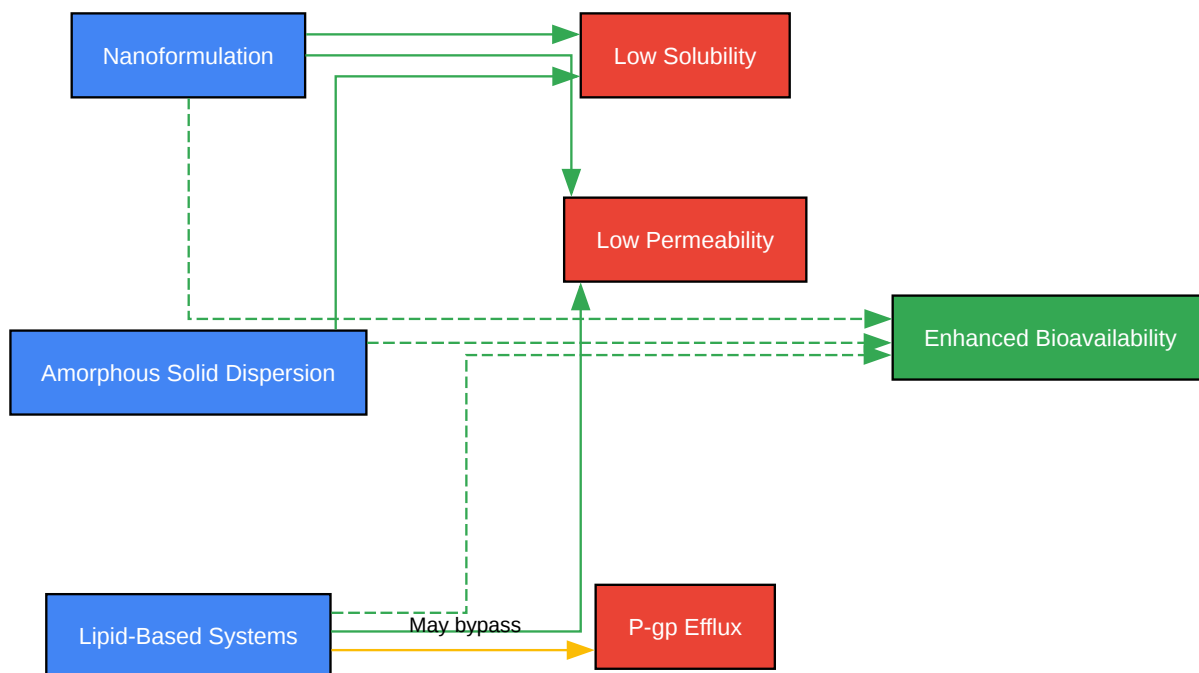 Nanoformulation
Low Solubility
Low Permeability
Enhanced Bioavailability
Amorphous Solid Dispersion
May bypass
P-gp Efflux
Lipid-Based Systems